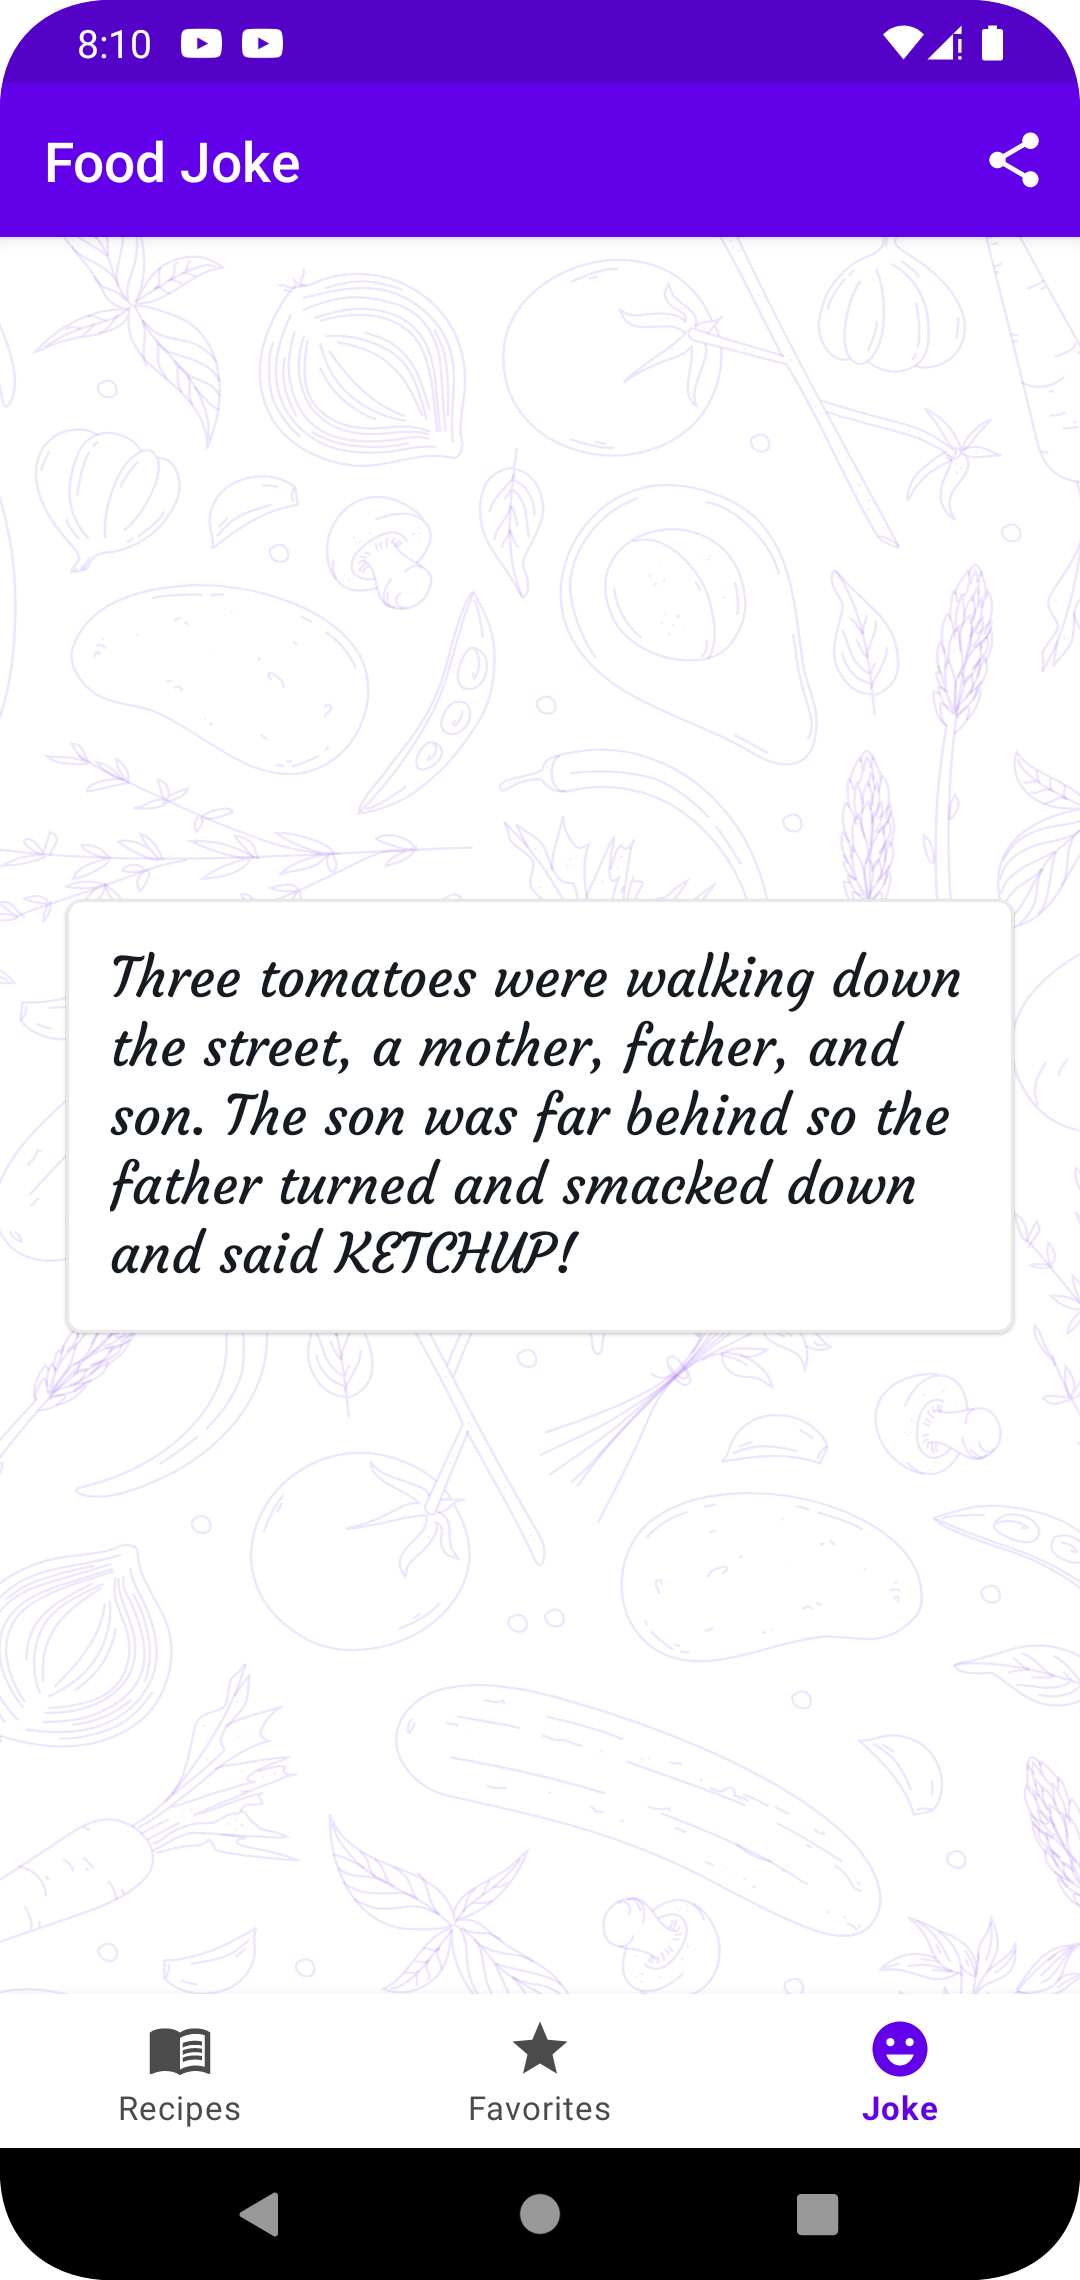 8:10
Food Joke
Three tomatoes were walking down
the street, a mother, father, and
son. The son was far behind so the
father turned and smacked down
and said KETCHUP!
Recipes
Favorites
Joke